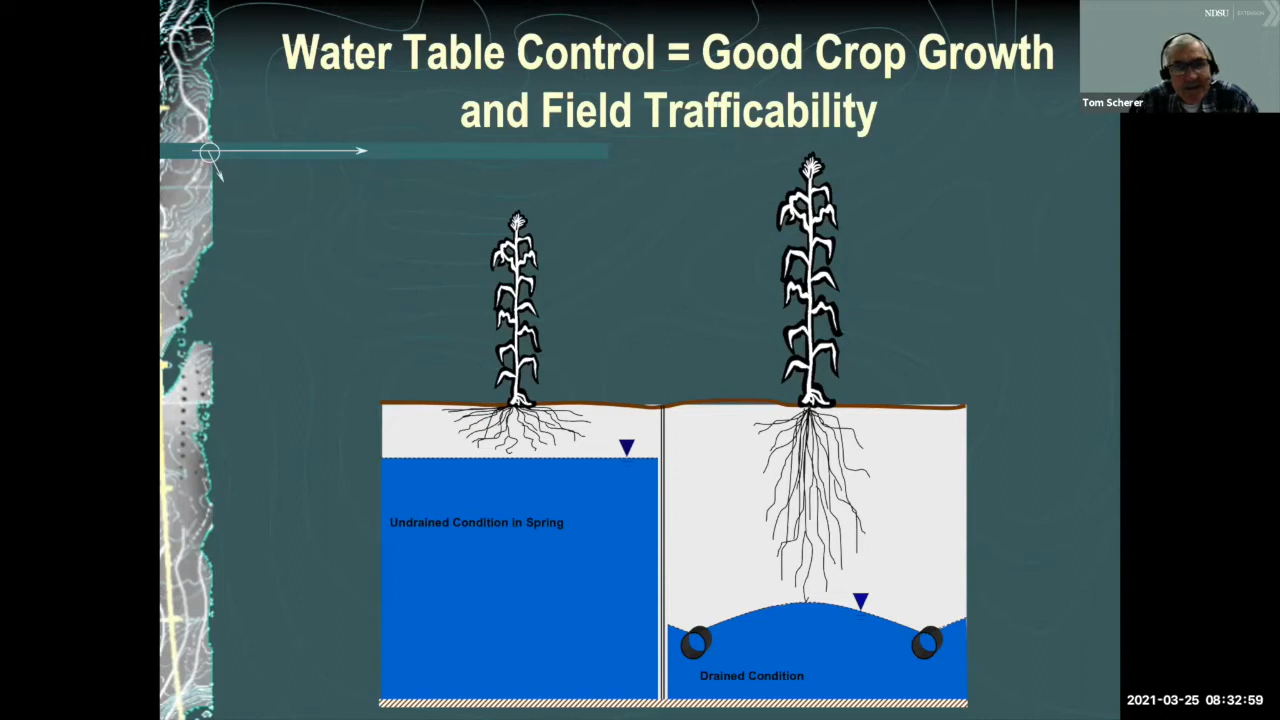 Water Table Control = Good Crop Growth
and Field Trafficability
NDSU EXTENSION
Tom Scherer
Undrained Condition in Spring
Drained Condition
2021-03-25 08:32:59